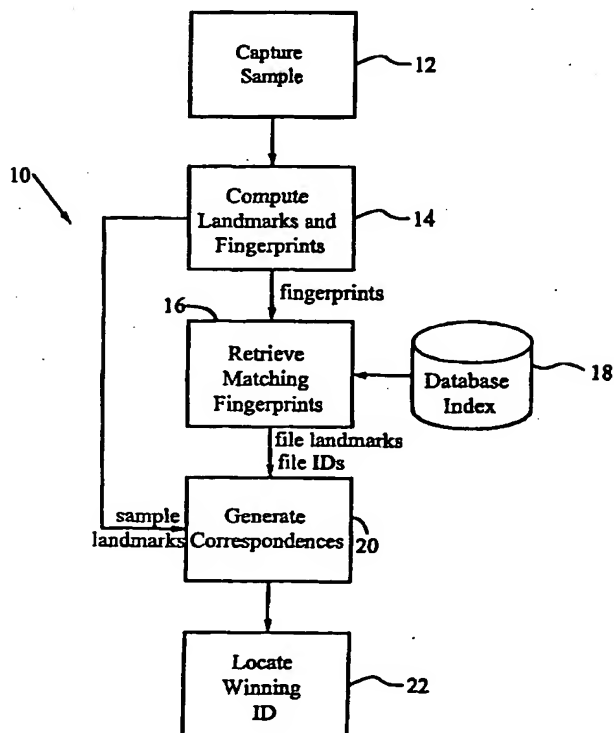 Capture
Sample
12
10
Compute
Landmarks and
Fingerprints
14
fingerprints
16
Retrieve
Matching
Fingerprints
Database
Index
18
file landmarks
file IDs
sample
landmarks
Generate
Correspondences
20
Locate
Winning
ID
22